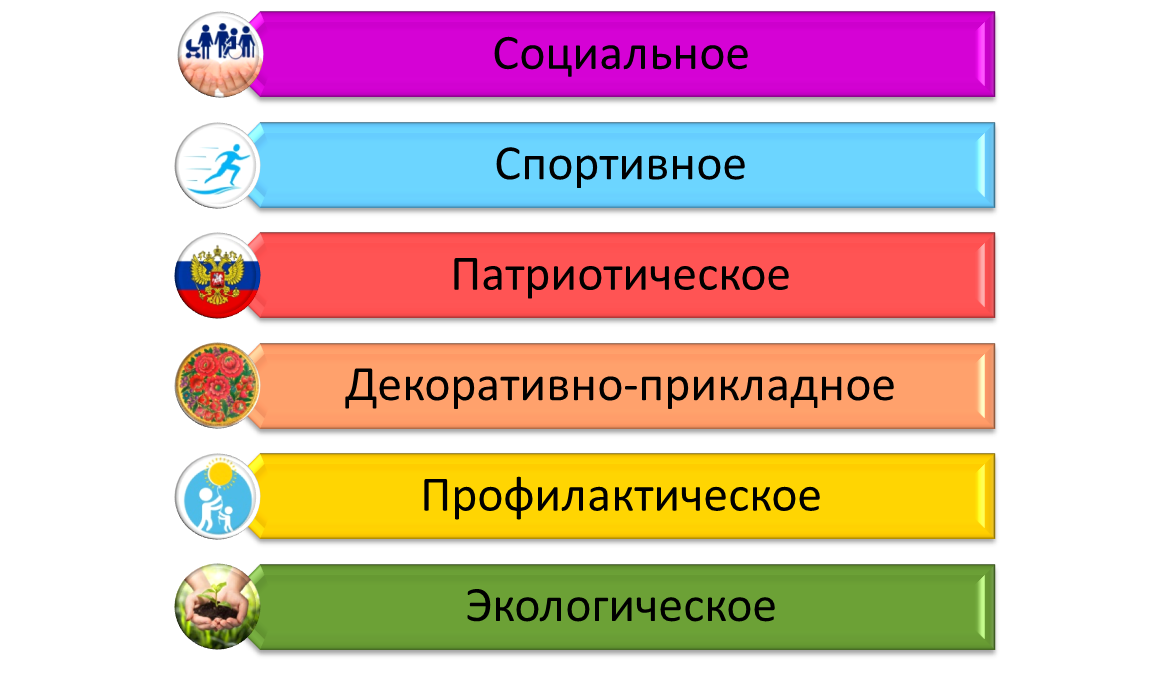 Социальное
Спортивное
Патриотическое
Декоративно-прикладное
Профилактическое
Экологическое